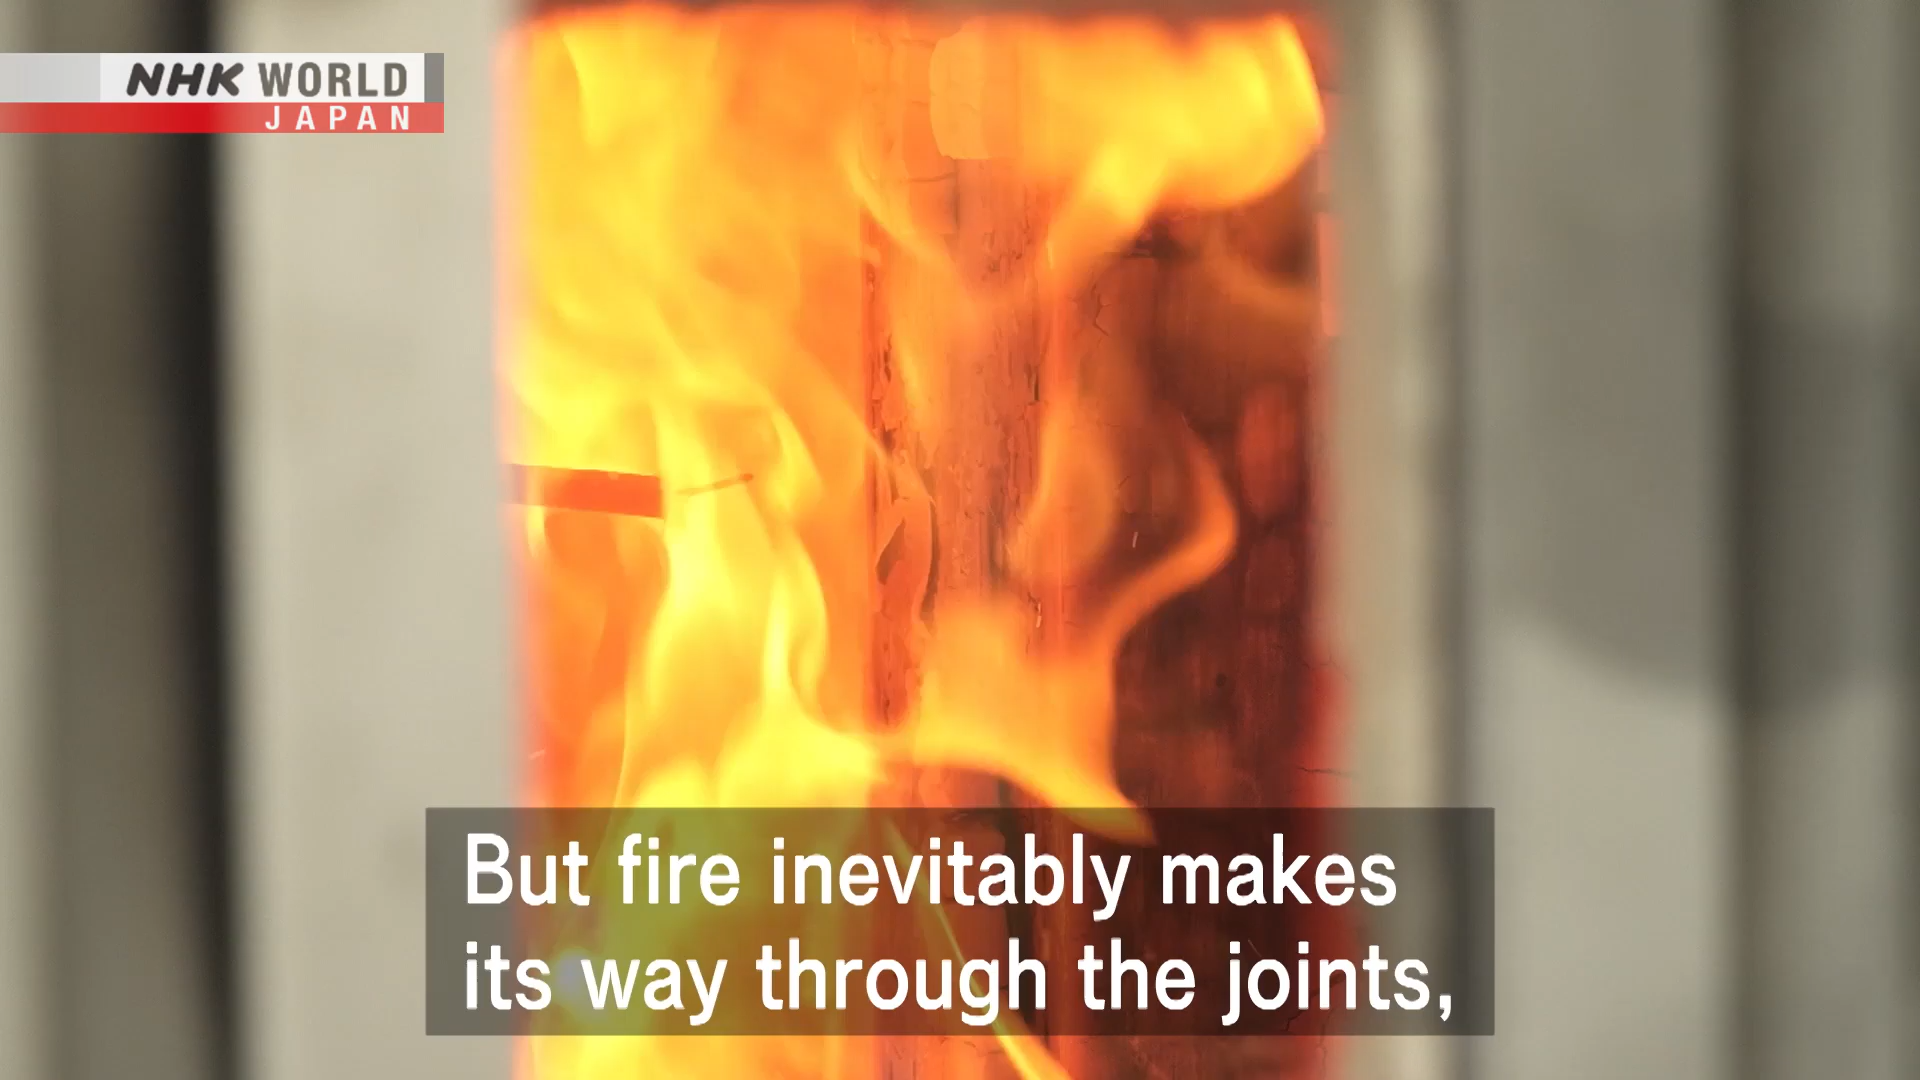 NHK WORLD
JAPAN
But fire inevitably makes
its way through the joints,